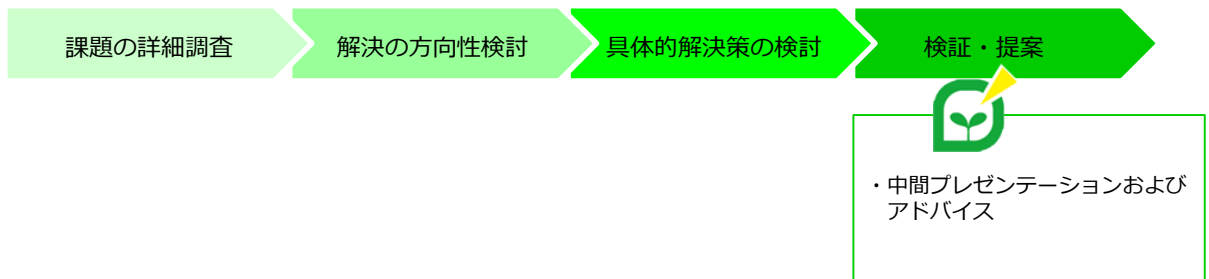 課題の詳細調査
解決の方向性検討
具体的解決策の検討
検証・提案
・中間プレゼンテーションおよび
アドバイス